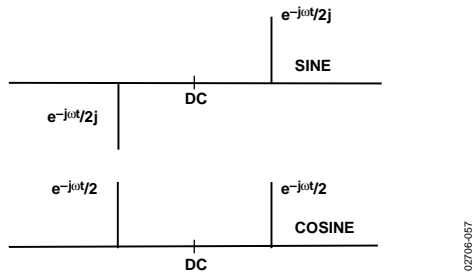 e−jωt/2j
SINE
DC
e−jωt/2j
e−jωt/2
e−jωt/2
COSINE
DC
02706-057